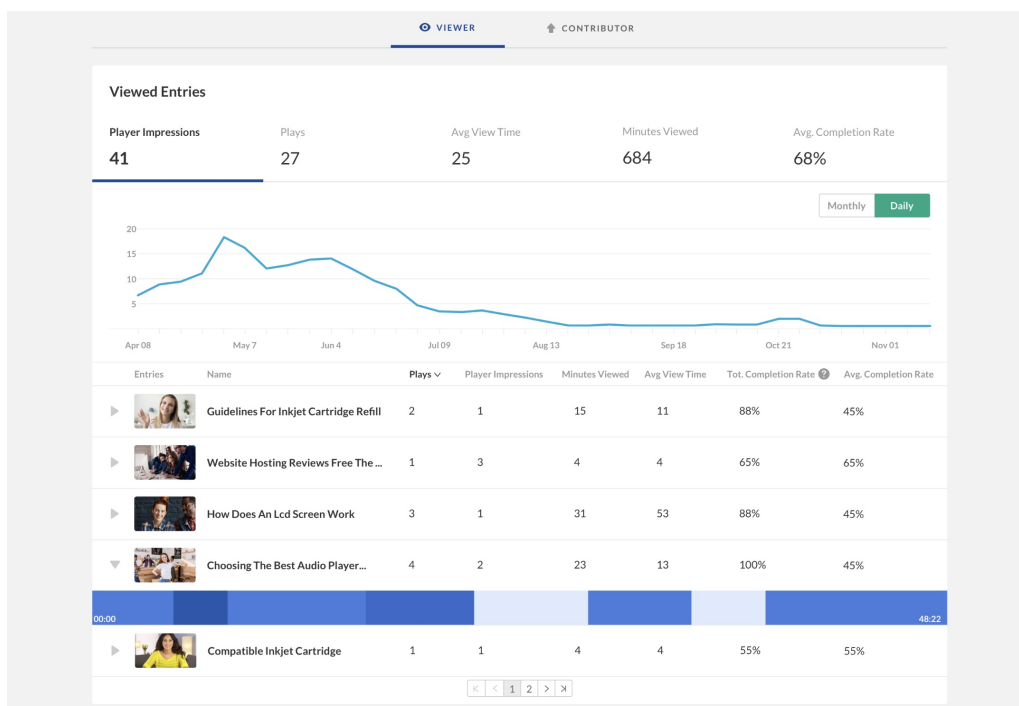 VIEWER CONTRIBUTOR
Viewed Entries
Player Impressions Plays Avg View Time Minutes Viewed Avg. Completion Rate
41 27 25 684 68%
Monthly Daily
20
15
10
5
Apr 08 May 7 Jun 4 Jul 09 Aug 13 Sep 18 Oct 21 Nov 01
Entries Name Plays Player Impressions Minutes Viewed Avg View Time Tot. Completion Rate ? Avg. Completion Rate
Guidelines For Inkjet Cartridge Refill 2 1 15 11 88% 45%
Website Hosting Reviews Free The ... 1 3 4 4 65% 65%
How Does An Lcd Screen Work 3 1 31 53 88% 45%
Choosing The Best Audio Player... 4 2 23 13 100% 45%
00:00 48:22
Compatible Inkjet Cartridge 1 1 4 4 55% 55%
1 2